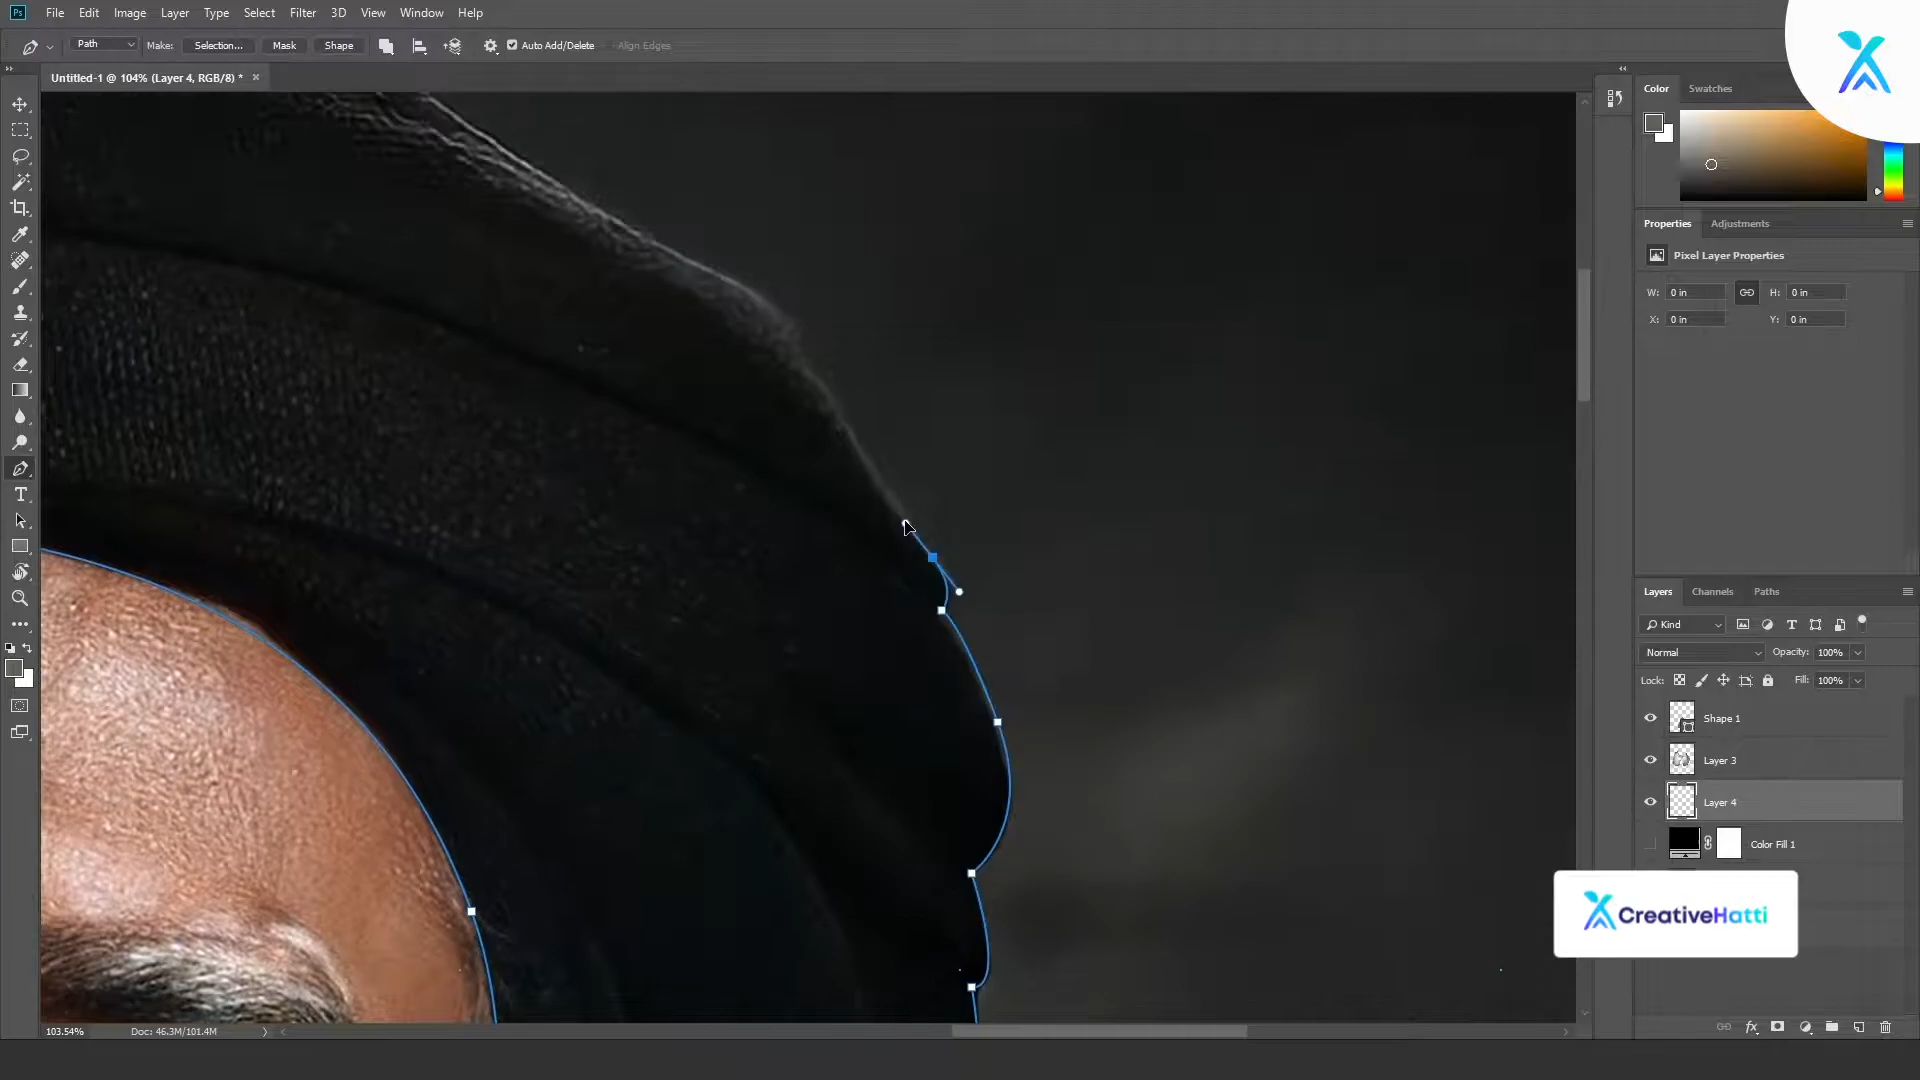 Ps File Edit Image Layer Type Select Filter 3D View Window Help
Path Make: Selection... Mask Shape Auto Add/Delete Align Edges
Untitled-1 @ 104% (Layer 4, RGB/8) *
Color Swatches
Properties Adjustments
Pixel Layer Properties
W: 0 in H: 0 in
X: 0 in Y: 0 in
Layers Channels Paths
Kind
Normal Opacity: 100%
Lock: Fill: 100%
Shape 1
Layer 3
Layer 4
Color Fill 1
CreativeHatti
103.54% Doc: 46.3M/101.4M